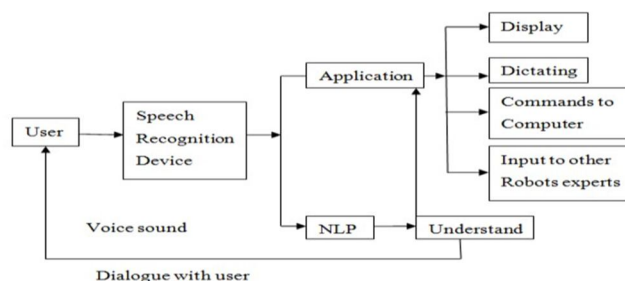 Display
Application
Dictating
Speech
Recognition
Device
User
Commands to
Computer
Input to other
Robots experts
Voice sound
NLP
Understand
Dialogue with user